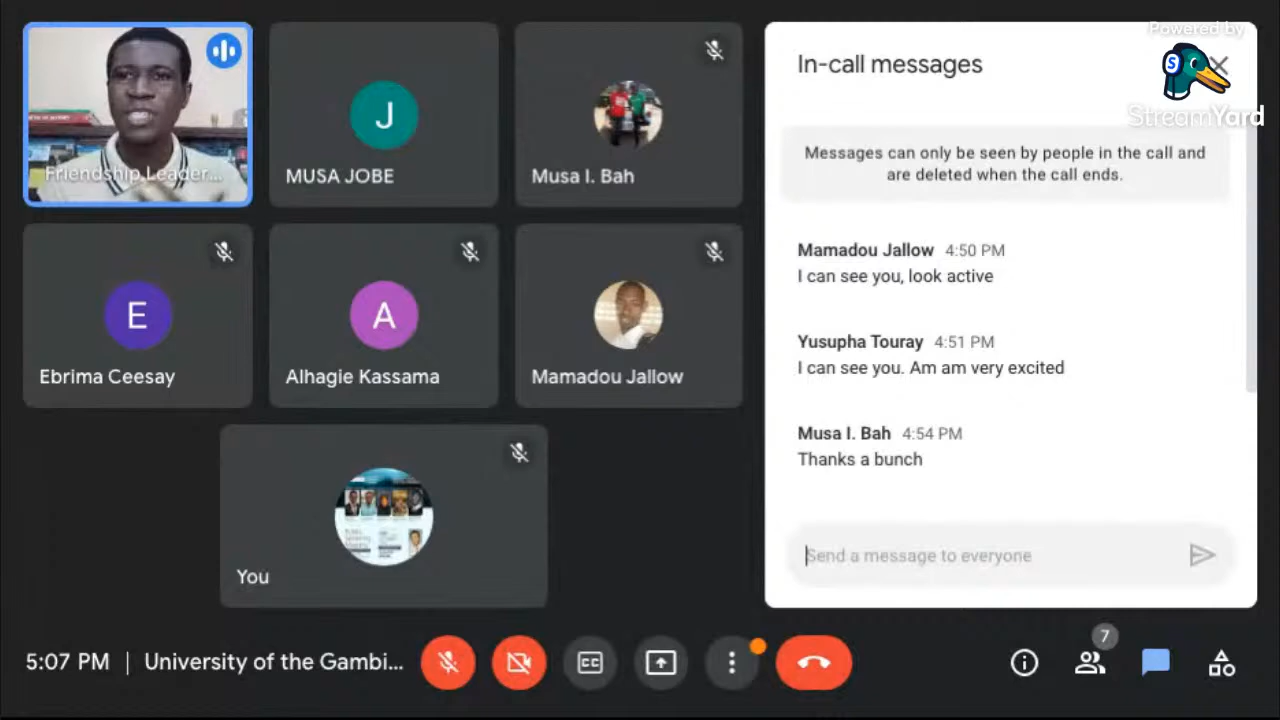 Powered by
StreamYard
In-call messages
Messages can only be seen by people in the call and
are deleted when the call ends.
Mamadou Jallow 4:50 PM
I can see you, look active
Yusupha Touray 4:51 PM
I can see you. Am am very excited
Musa I. Bah 4:54 PM
Thanks a bunch
Send a message to everyone
Friendship Leader...
J
MUSA JOBE
Musa I. Bah
E
Ebrima Ceesay
A
Alhagie Kassama
Mamadou Jallow
You
5:07 PM | University of the Gambi...
CC
7
S